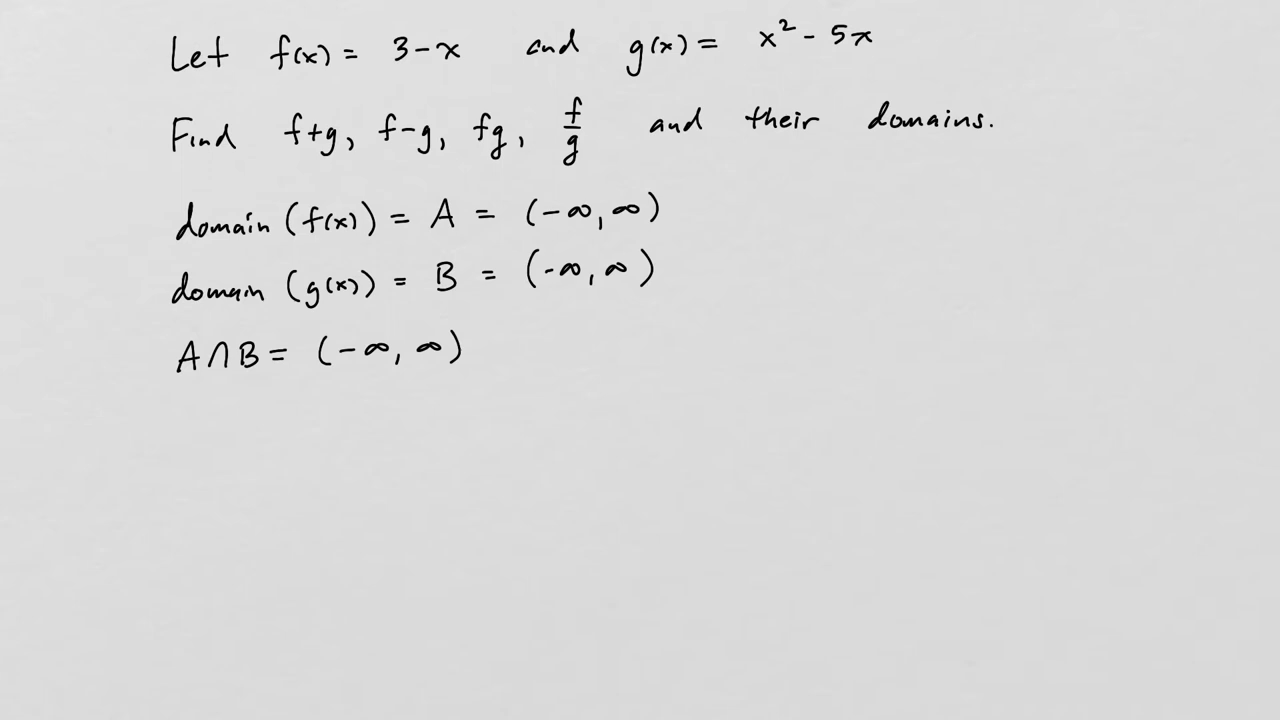 Let f(x) = 3-x and g(x) = x² - 5x
Find f+g, f-g, fg, f/g and their domains.
domain (f(x)) = A = (-∞, ∞)
domain (g(x)) = B = (-∞, ∞)
A∩B = (-∞, ∞)